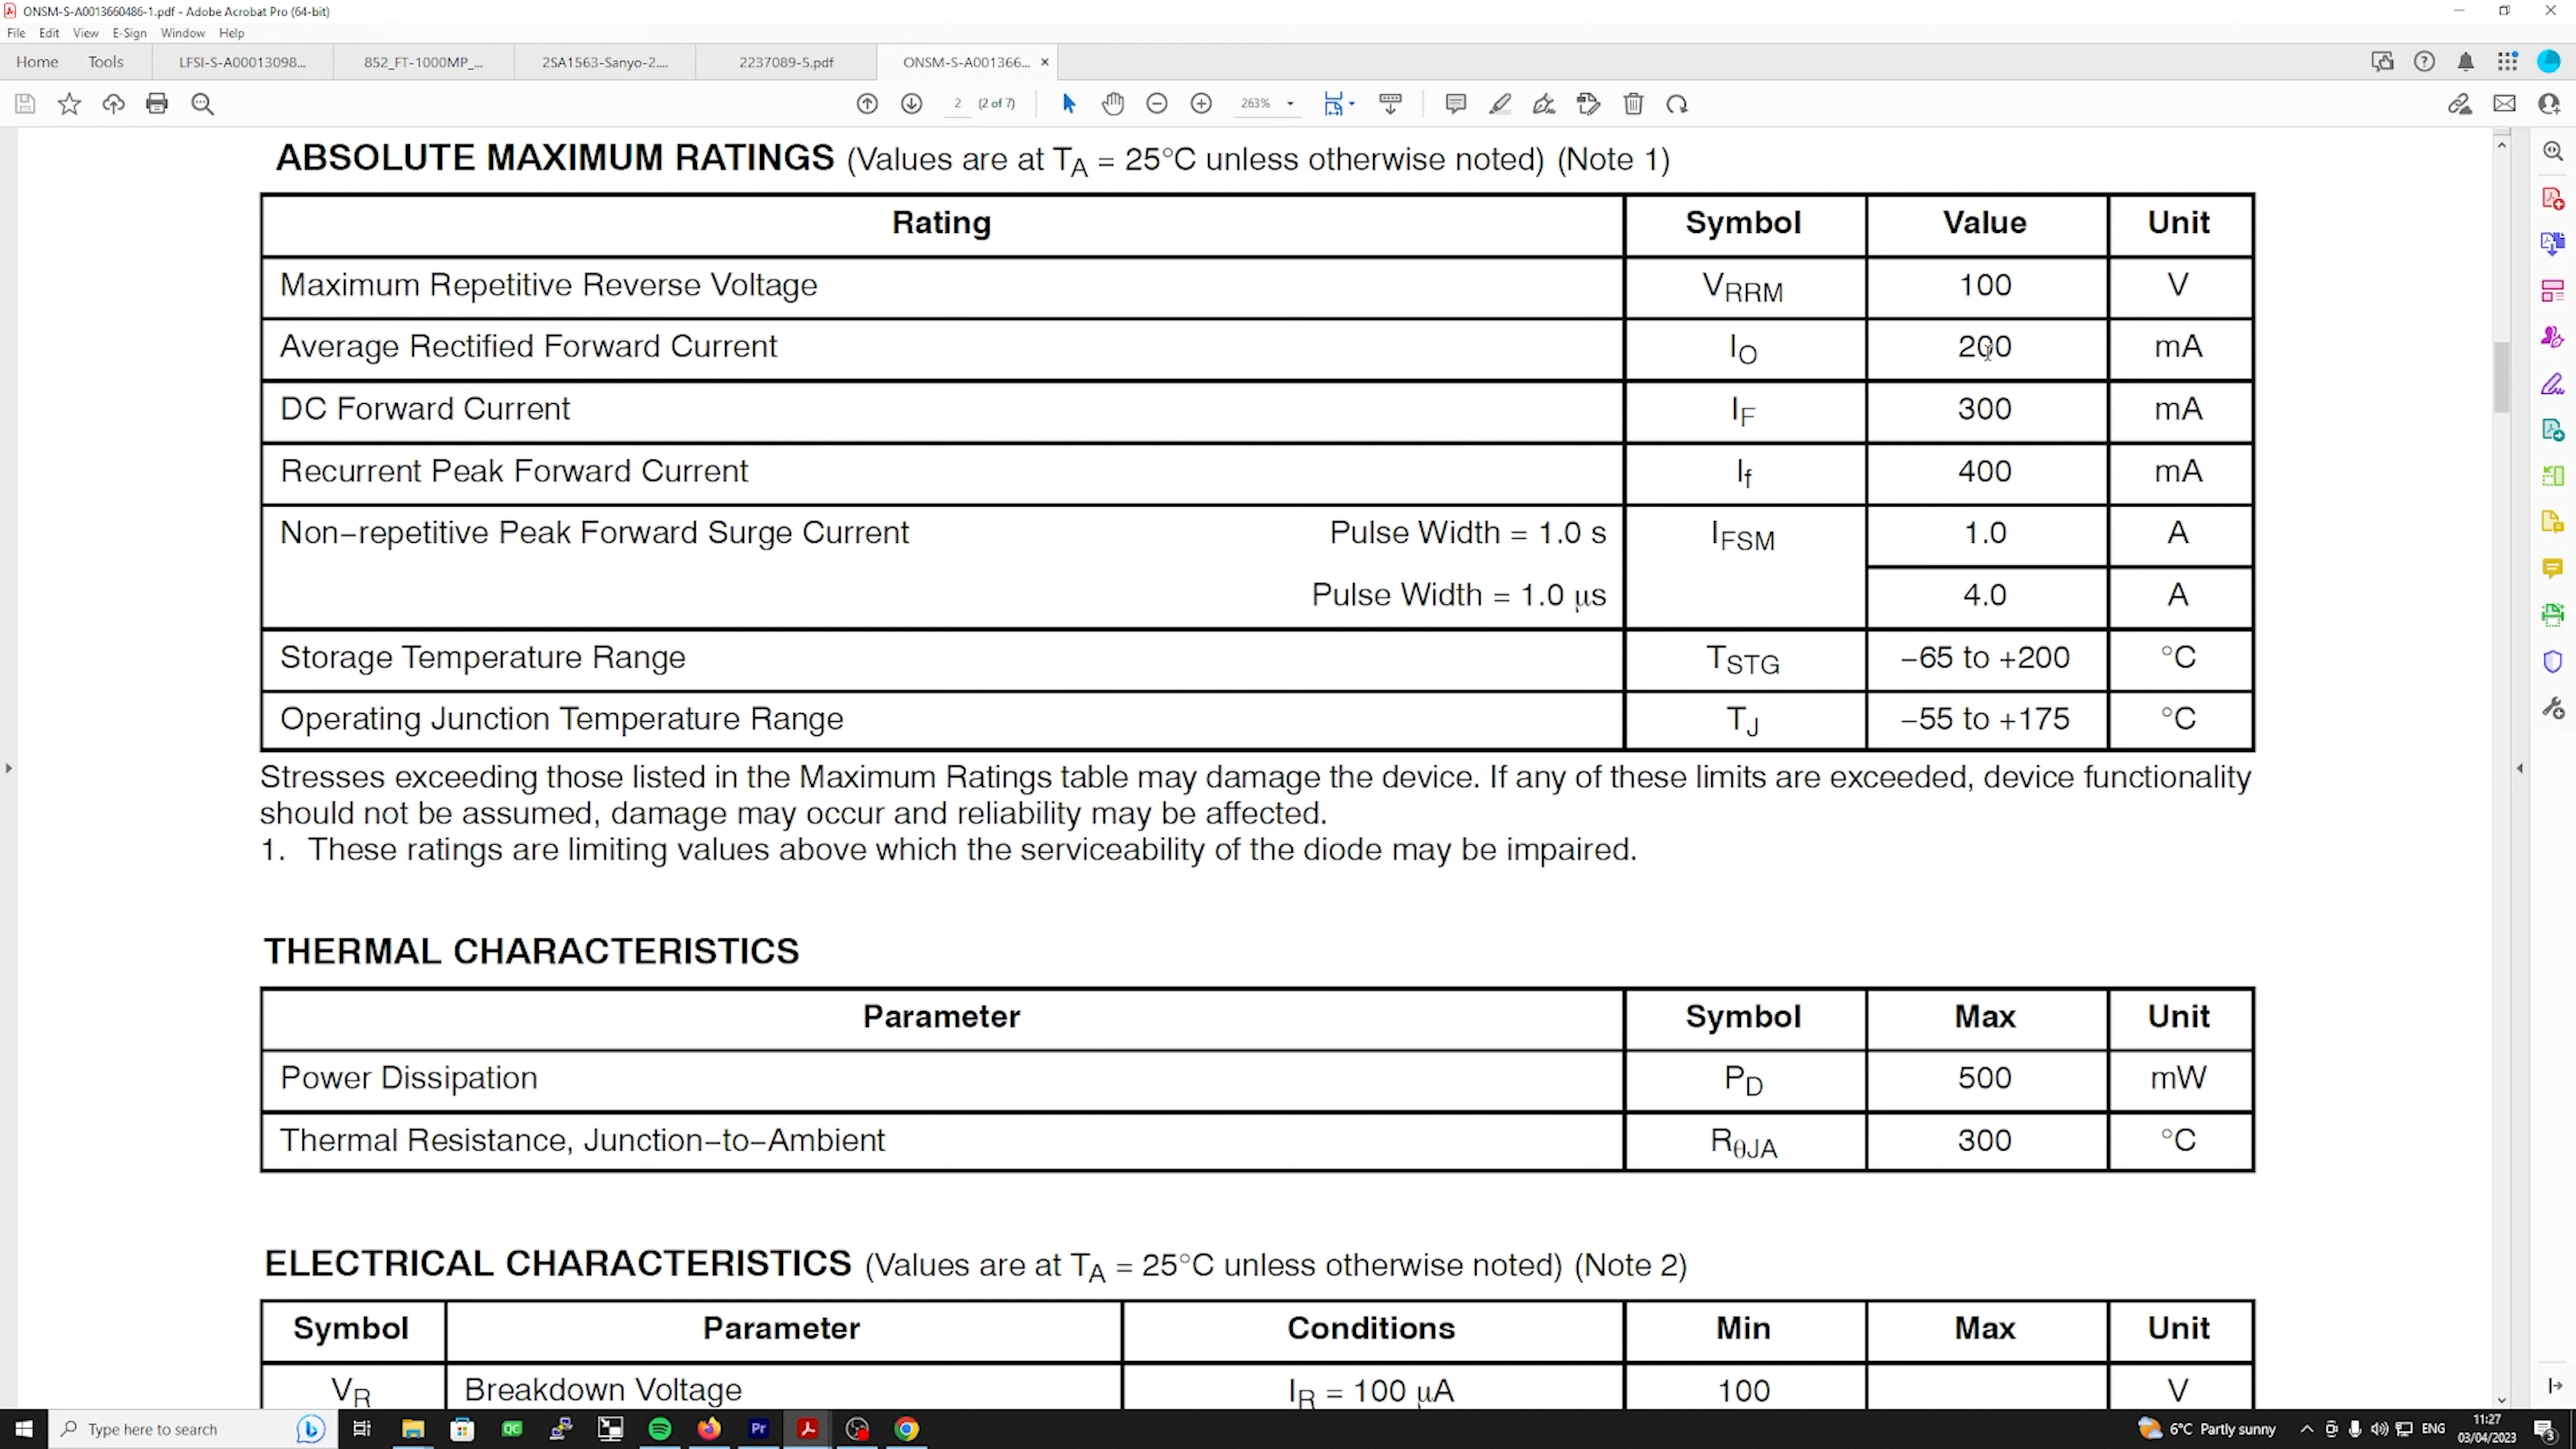 ONSM-S-A0013660486-1.pdf - Adobe Acrobat Pro (64-bit)
File Edit View E-Sign Window Help
Home Tools LFSI-S-A00013098... 852_FT-1000MP_... 2SA1563-Sanyo-2.... 2237089-5.pdf ONSM-S-A001366... ×
2 (2 of 7) 263%
ABSOLUTE MAXIMUM RATINGS (Values are at TA = 25°C unless otherwise noted) (Note 1)
Rating Symbol Value Unit
Maximum Repetitive Reverse Voltage VRRM 100 V
Average Rectified Forward Current IO 200 mA
DC Forward Current IF 300 mA
Recurrent Peak Forward Current If 400 mA
Non−repetitive Peak Forward Surge Current Pulse Width = 1.0 s IFSM 1.0 A
Pulse Width = 1.0 μs 4.0 A
Storage Temperature Range TSTG −65 to +200 °C
Operating Junction Temperature Range TJ −55 to +175 °C
Stresses exceeding those listed in the Maximum Ratings table may damage the device. If any of these limits are exceeded, device functionality
should not be assumed, damage may occur and reliability may be affected.
1. These ratings are limiting values above which the serviceability of the diode may be impaired.
THERMAL CHARACTERISTICS
Parameter Symbol Max Unit
Power Dissipation PD 500 mW
Thermal Resistance, Junction−to−Ambient RθJA 300 °C
ELECTRICAL CHARACTERISTICS (Values are at TA = 25°C unless otherwise noted) (Note 2)
Symbol Parameter Conditions Min Max Unit
VR Breakdown Voltage IR = 100 μA 100 V
Type here to search QC Pr 6°C Partly sunny ENG 11:27
03/04/2023 3